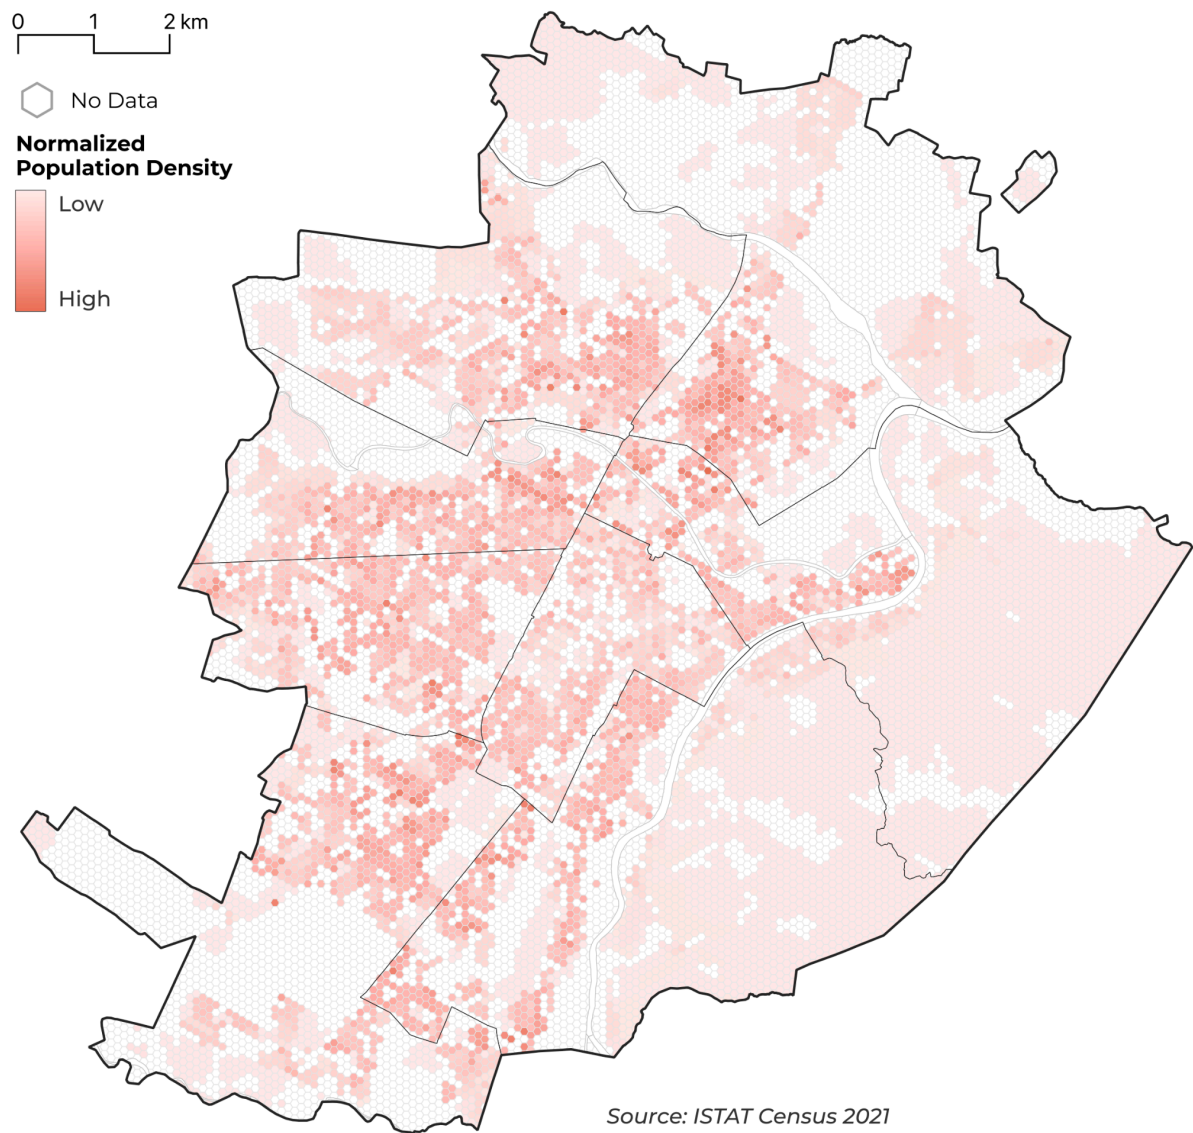 0 1 2 km
No Data
Normalized
Population Density
Low
High
Source: ISTAT Census 2021